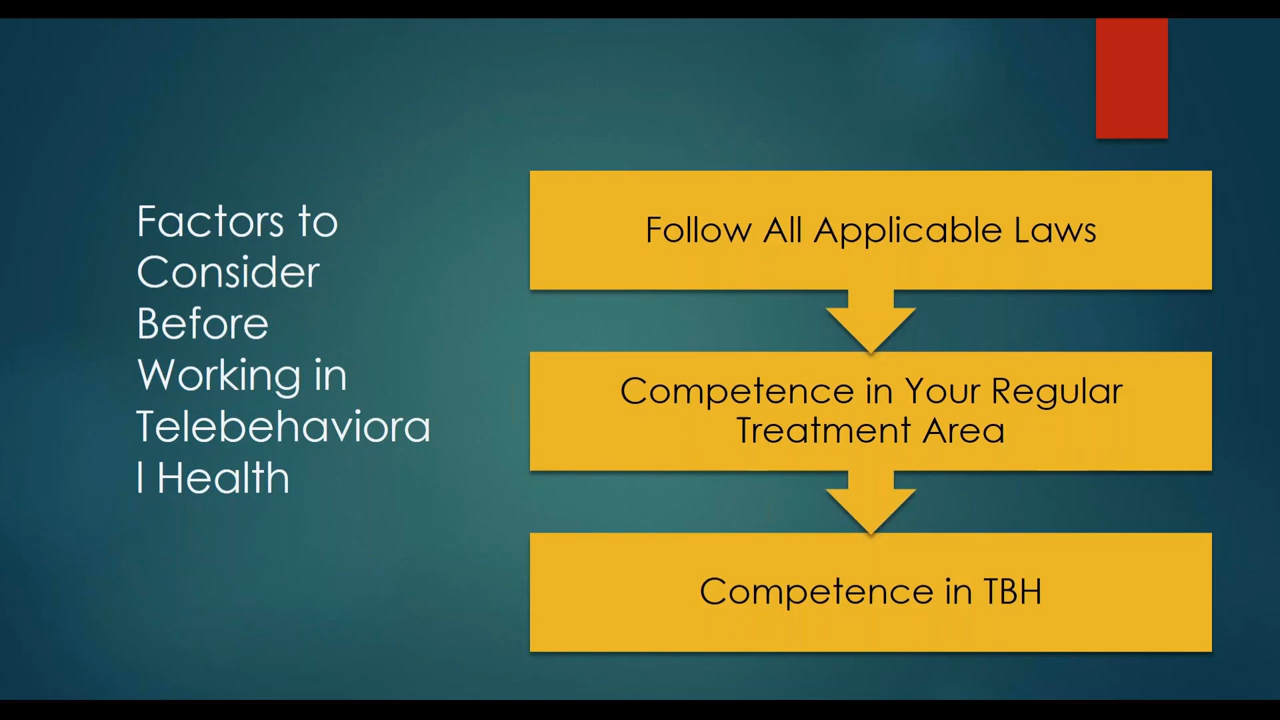 Factors to
Consider
Before
Working in
Telebehaviora
l Health
Follow All Applicable Laws
Competence in Your Regular
Treatment Area
Competence in TBH